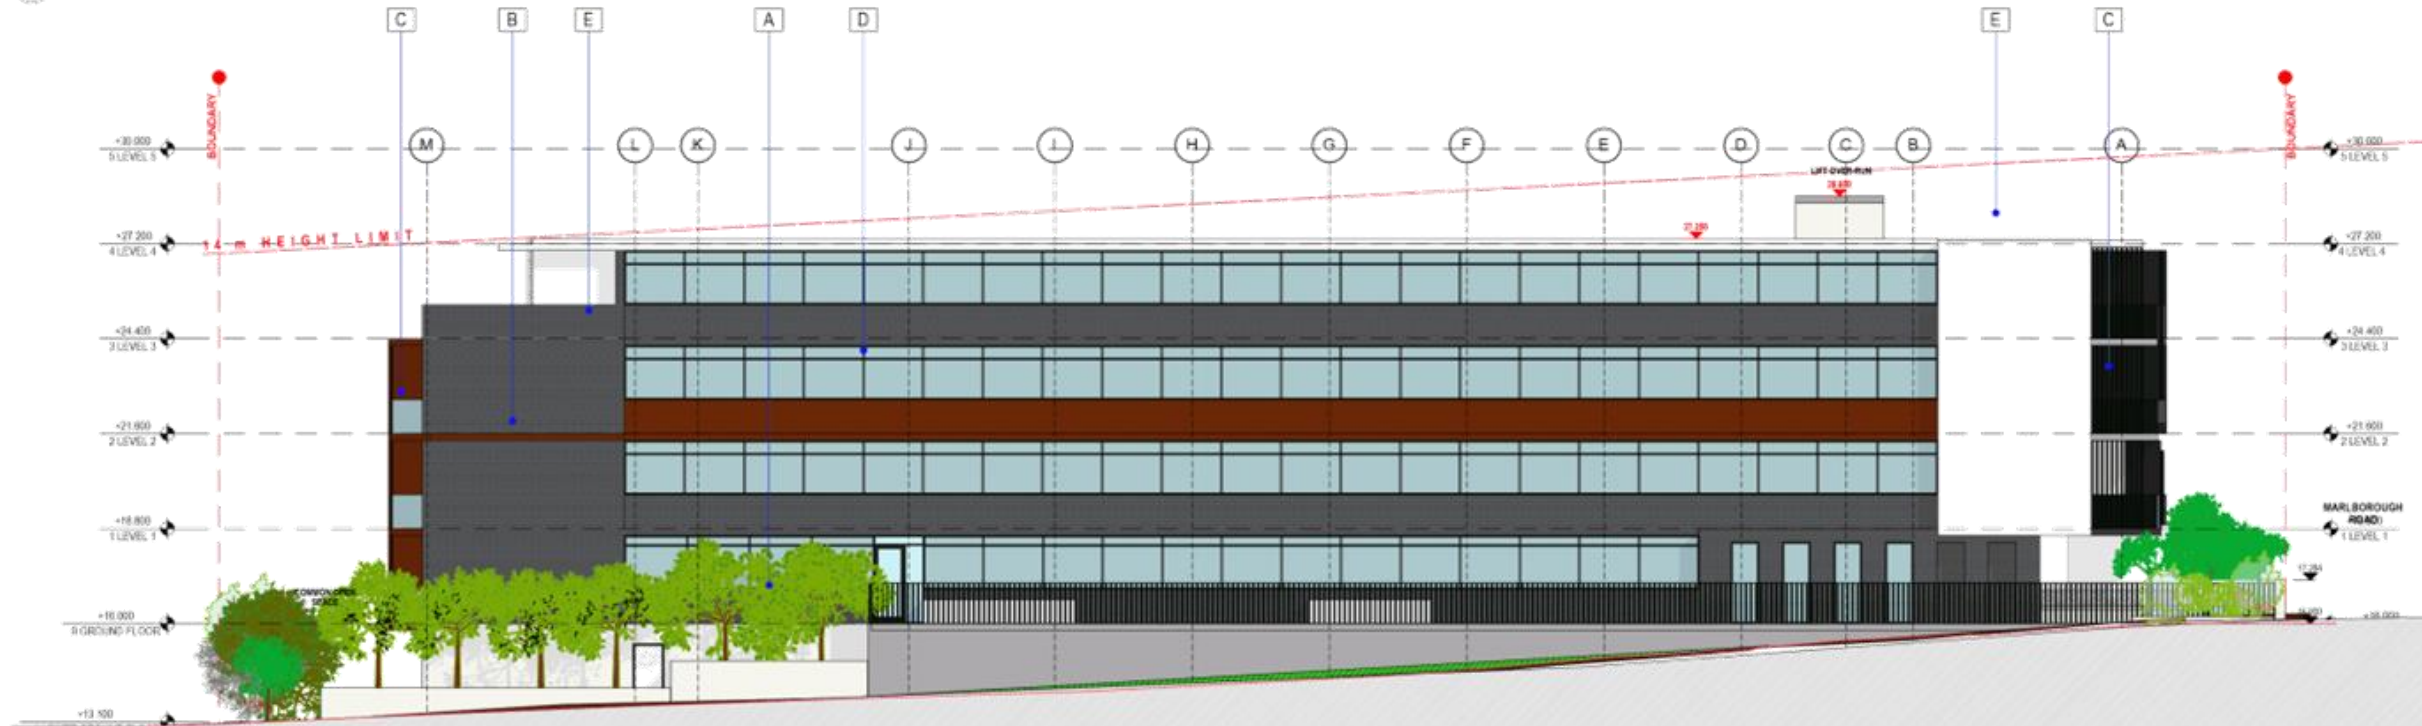 C B E A D E C
BOUNDARY
BOUNDARY
+30.000
5 LEVEL 5
M L K J I H G F E D C B A
+30.000
5 LEVEL 5
LIFT OVER-RUN
14 m HEIGHT LIMIT
+27.200
4 LEVEL 4
+27.200
4 LEVEL 4
+24.400
3 LEVEL 3
+24.400
3 LEVEL 3
+21.600
2 LEVEL 2
+21.600
2 LEVEL 2
+18.800
1 LEVEL 1
MARLBOROUGH
ROAD
1 LEVEL 1
COMMON OPEN
SPACE
+16.000
GROUND FLOOR
+13.100